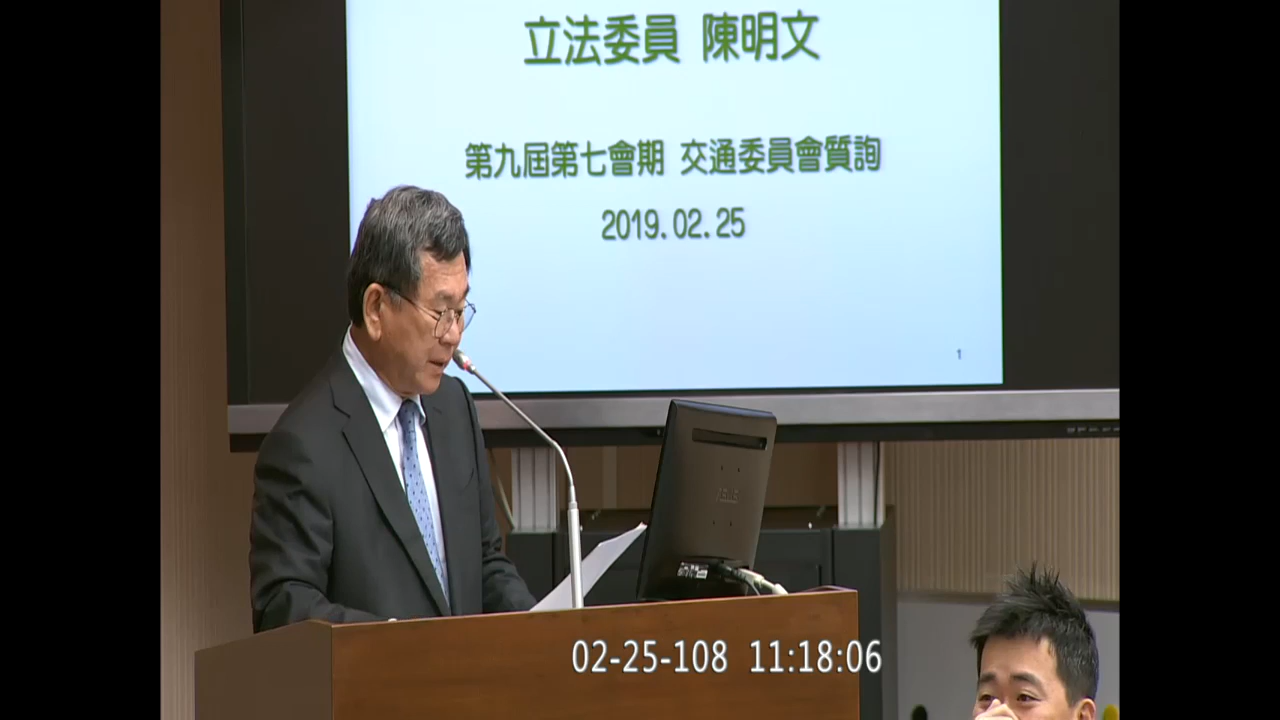 立法委員 陳明文
第九屆第七會期 交通委員會質詢
2019.02.25
1
02-25-108 11:18:06